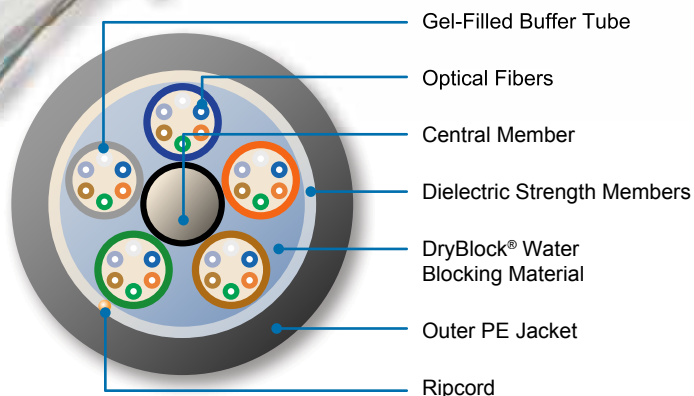 Gel-Filled Buffer Tube
Optical Fibers
Central Member
Dielectric Strength Members
DryBlock® Water
Blocking Material
Outer PE Jacket
Ripcord